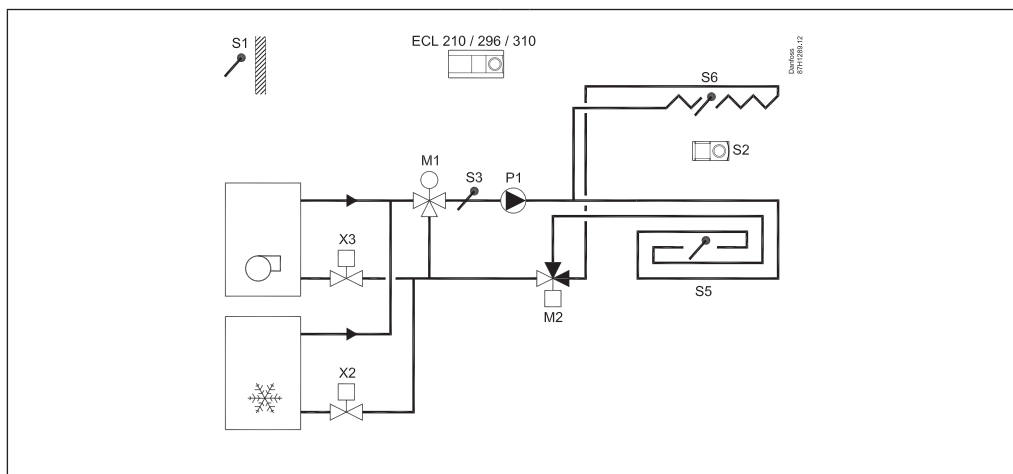 S1
ECL 210 / 296 / 310
Danfoss
87H1289.12
S6
S2
M1
S3
P1
X3
S5
M2
X2